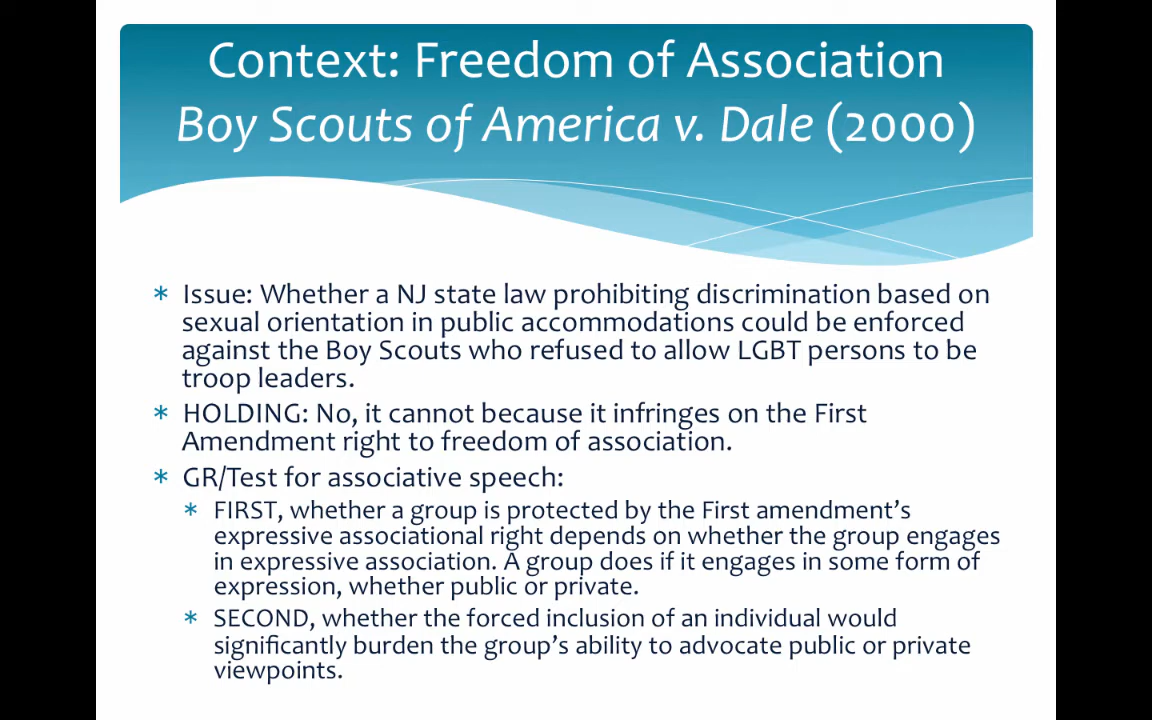 Context: Freedom of Association
Boy Scouts of America v. Dale (2000)
* Issue: Whether a NJ state law prohibiting discrimination based on
sexual orientation in public accommodations could be enforced
against the Boy Scouts who refused to allow LGBT persons to be
troop leaders.
* HOLDING: No, it cannot because it infringes on the First
Amendment right to freedom of association.
* GR/Test for associative speech:
* FIRST, whether a group is protected by the First amendment’s
expressive associational right depends on whether the group engages
in expressive association. A group does if it engages in some form of
expression, whether public or private.
* SECOND, whether the forced inclusion of an individual would
significantly burden the group’s ability to advocate public or private
viewpoints.